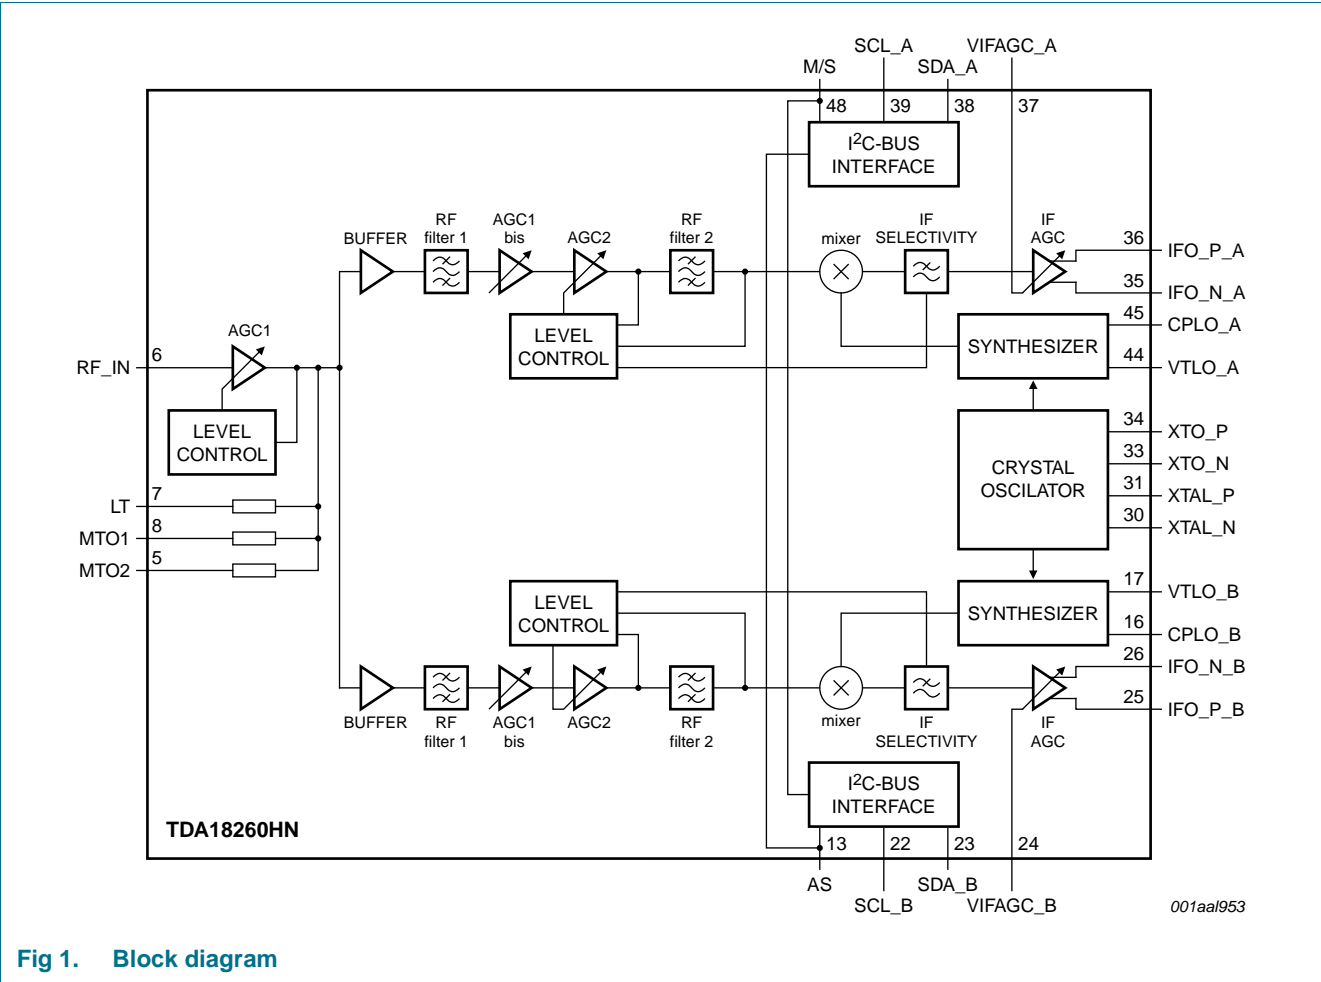 SCL_A VIFAGC_A
M/S SDA_A
48 39 38 37
I2C-BUS
INTERFACE
RF
filter 1
AGC1
bis
RF
filter 2
IF
SELECTIVITY
IF
AGC
BUFFER AGC2 mixer
36 IFO_P_A
35 IFO_N_A
45 CPLO_A
44 VTLO_A
LEVEL
CONTROL
SYNTHESIZER
AGC1
RF_IN 6
LEVEL
CONTROL
34 XTO_P
33 XTO_N
31 XTAL_P
30 XTAL_N
CRYSTAL
OSCILATOR
LT 7
MTO1 8
MTO2 5
LEVEL
CONTROL
SYNTHESIZER
17 VTLO_B
16 CPLO_B
26 IFO_N_B
25 IFO_P_B
BUFFER AGC2 mixer
RF
filter 1
AGC1
bis
RF
filter 2
IF
SELECTIVITY
IF
AGC
I2C-BUS
INTERFACE
TDA18260HN
13 22 23 24
AS SDA_B
SCL_B VIFAGC_B
001aal953
Fig 1. Block diagram